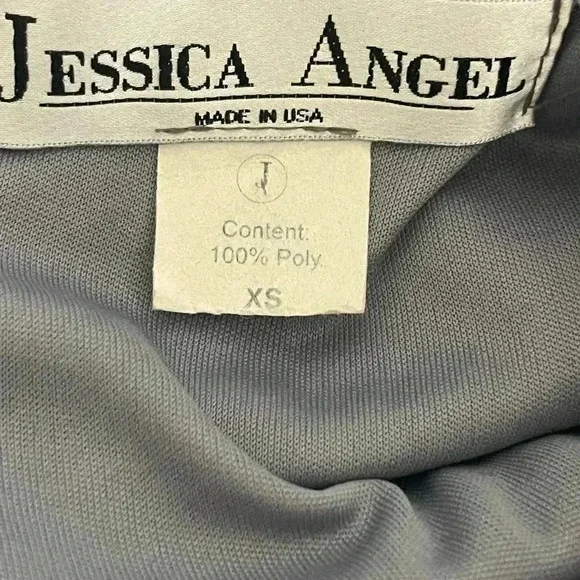 JESSICA ANGEL
MADE IN USA
J
Content:
100% Poly.
XS